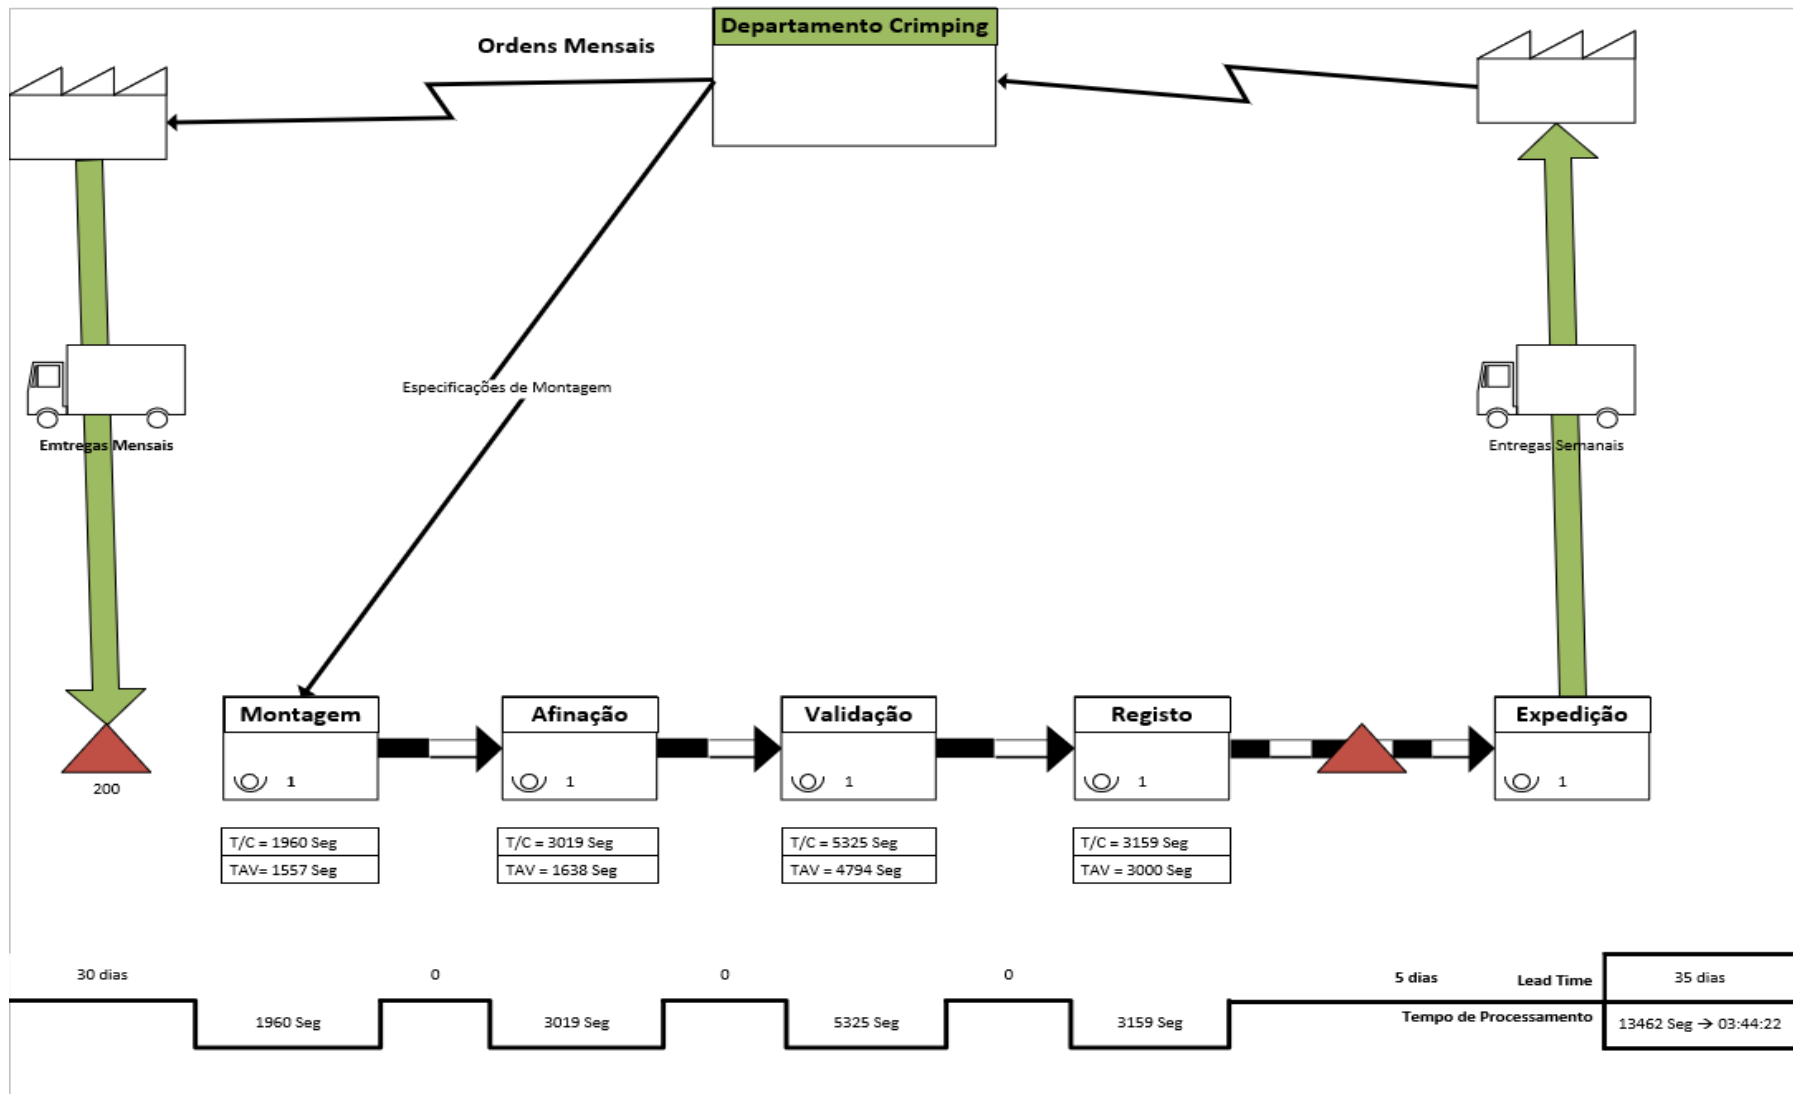 Departamento Crimping
Ordens Mensais
Especificações de Montagem
Emtregas Mensais
Entregas Semanais
200
Montagem
1
Afinação
1
Validação
1
Registo
1
Expedição
1
T/C = 1960 Seg
TAV= 1557 Seg
T/C = 3019 Seg
TAV = 1638 Seg
T/C = 5325 Seg
TAV = 4794 Seg
T/C = 3159 Seg
TAV = 3000 Seg
30 dias
0
0
0
5 dias
Lead Time
35 dias
1960 Seg
3019 Seg
5325 Seg
3159 Seg
Tempo de Processamento
13462 Seg → 03:44:22